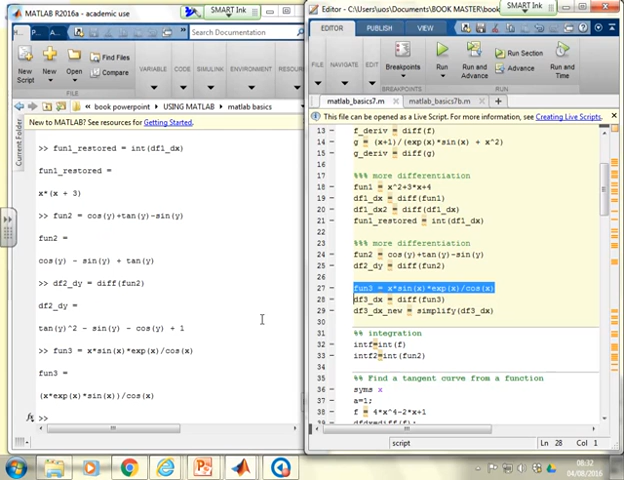 MATLAB R2016a - academic use
SMART Ink
Search Documentation
New Script
New
Open
Find Files
Compare
VARIABLE
CODE
SIMULINK
ENVIRONMENT
RESOUR
book powerpoint
USING MATLAB
matlab basics
New to MATLAB? See resources for Getting Started.
Current Folder
>> fun1_restored = int(df1_dx)
fun1_restored =
x*(x + 3)
>> fun2 = cos(y)+tan(y)-sin(y)
fun2 =
cos(y) - sin(y) + tan(y)
>> df2_dy = diff(fun2)
df2_dy =
tan(y)^2 - sin(y) - cos(y) + 1
>> fun3 = x*sin(x)*exp(x)/cos(x)
fun3 =
(x*exp(x)*sin(x))/cos(x)
fx >>
Editor - C:\Users\uos\Documents\BOOK MASTER\book
SMART Ink
EDITOR
PUBLISH
VIEW
FILE
NAVIGATE
EDIT
Breakpoints
Run
Run and Advance
Run Section
Advance
Run and Time
BREAKPOINTS
RUN
matlab_basics7.m
matlab_basics7b.m
This file can be opened as a Live Script. For more information, see Creating Live Scripts.
13 - f_deriv = diff(f)
14 - g = (x+1)/(exp(x)*sin(x) + x^2)
15 - g_deriv = diff(g)
16
17 %%% more differentiation
18 - fun1 = x^2+3*x+4
19 - df1_dx = diff(fun1)
20 - df1_dx2 = diff(df1_dx)
21 - fun1_restored = int(df1_dx)
22
23 %%% more differentiation
24 - fun2 = cos(y)+tan(y)-sin(y)
25 - df2_dy = diff(fun2)
26
27 - fun3 = x*sin(x)*exp(x)/cos(x)
28 - df3_dx = diff(fun3)
29 - df3_dx_new = simplify(df3_dx)
30
31 %% integration
32 - intf=int(f)
33 - intf2=int(fun2)
34
35 %% Find a tangent curve from a function
36 - syms x
37 - a=1;
38 - f = 4*x^4-2*x+1
39 - dfdx=diff(f);
script
Ln 28 Col 1
08:32
04/08/2016